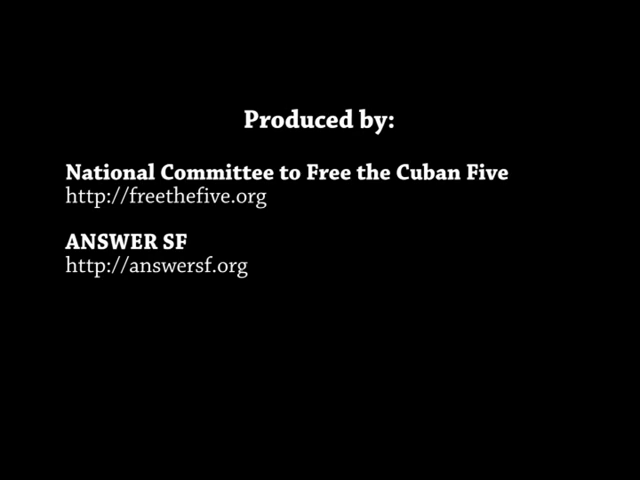 Produced by:
National Committee to Free the Cuban Five
http://freethefive.org
ANSWER SF
http://answersf.org